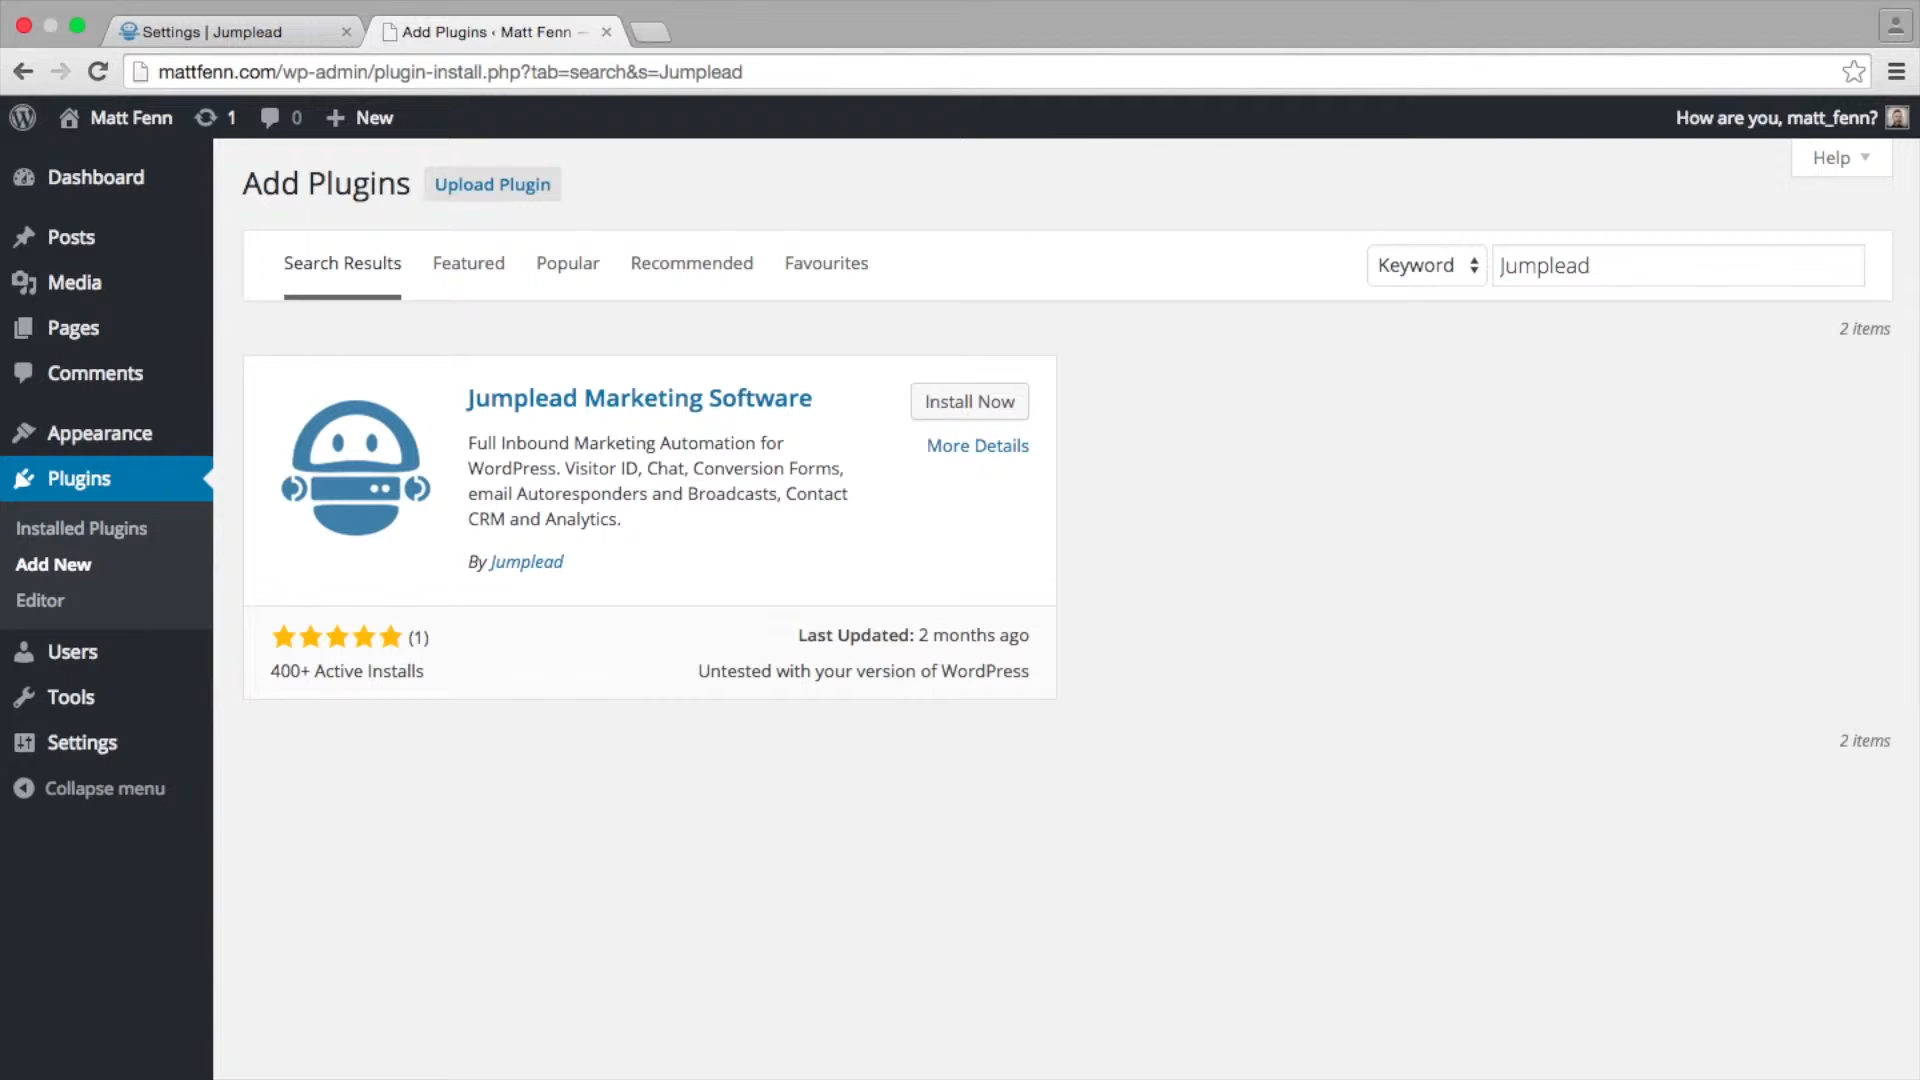 Settings | Jumplead
Add Plugins ‹ Matt Fenn —
mattfenn.com/wp-admin/plugin-install.php?tab=search&s=Jumplead
Matt Fenn 1 0 New
How are you, matt_fenn?
Dashboard
Posts
Media
Pages
Comments
Appearance
Plugins
Installed Plugins
Add New
Editor
Users
Tools
Settings
Collapse menu
Help
Add Plugins Upload Plugin
Search Results Featured Popular Recommended Favourites
Keyword Jumplead
2 items
Jumplead Marketing Software
Install Now
More Details
Full Inbound Marketing Automation for
WordPress. Visitor ID, Chat, Conversion Forms,
email Autoresponders and Broadcasts, Contact
CRM and Analytics.
By Jumplead
(1)
400+ Active Installs
Last Updated: 2 months ago
Untested with your version of WordPress
2 items